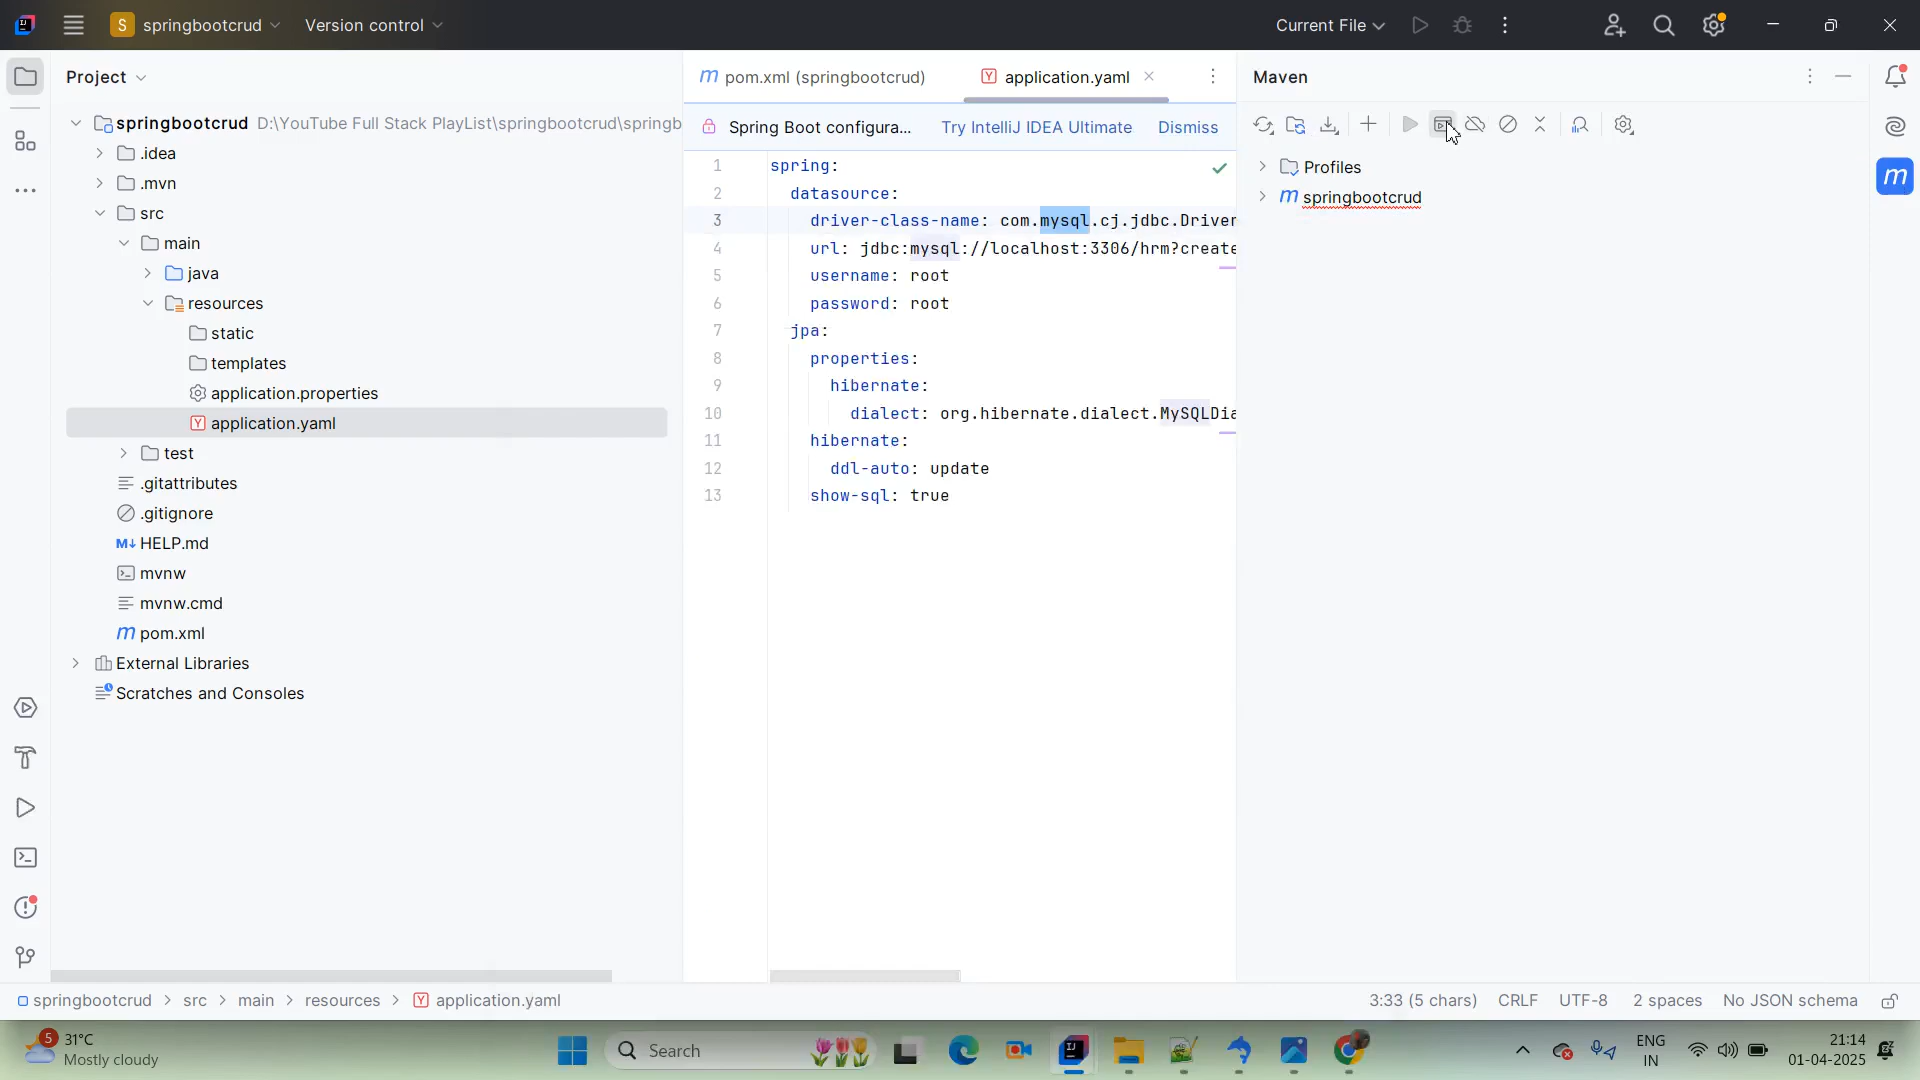 S springbootcrud Version control Current File
Project
springbootcrud D:\YouTube Full Stack PlayList\springbootcrud\springb
.idea
.mvn
src
main
java
resources
static
templates
application.properties
application.yaml
test
.gitattributes
.gitignore
M↓ HELP.md
mvnw
mvnw.cmd
m pom.xml
External Libraries
Scratches and Consoles
m pom.xml (springbootcrud) Y application.yaml
Spring Boot configura... Try IntelliJ IDEA Ultimate Dismiss
1 spring:
2 datasource:
3 driver-class-name: com.mysql.cj.jdbc.Driver
4 url: jdbc:mysql://localhost:3306/hrm?create
5 username: root
6 password: root
7 jpa:
8 properties:
9 hibernate:
10 dialect: org.hibernate.dialect.MySQLDia
11 hibernate:
12 ddl-auto: update
13 show-sql: true
Maven
Profiles
m springbootcrud
m
springbootcrud > src > main > resources > Y application.yaml 3:33 (5 chars) CRLF UTF-8 2 spaces No JSON schema
5 31°C
Mostly cloudy
Search
ENG
IN
21:14
01-04-2025